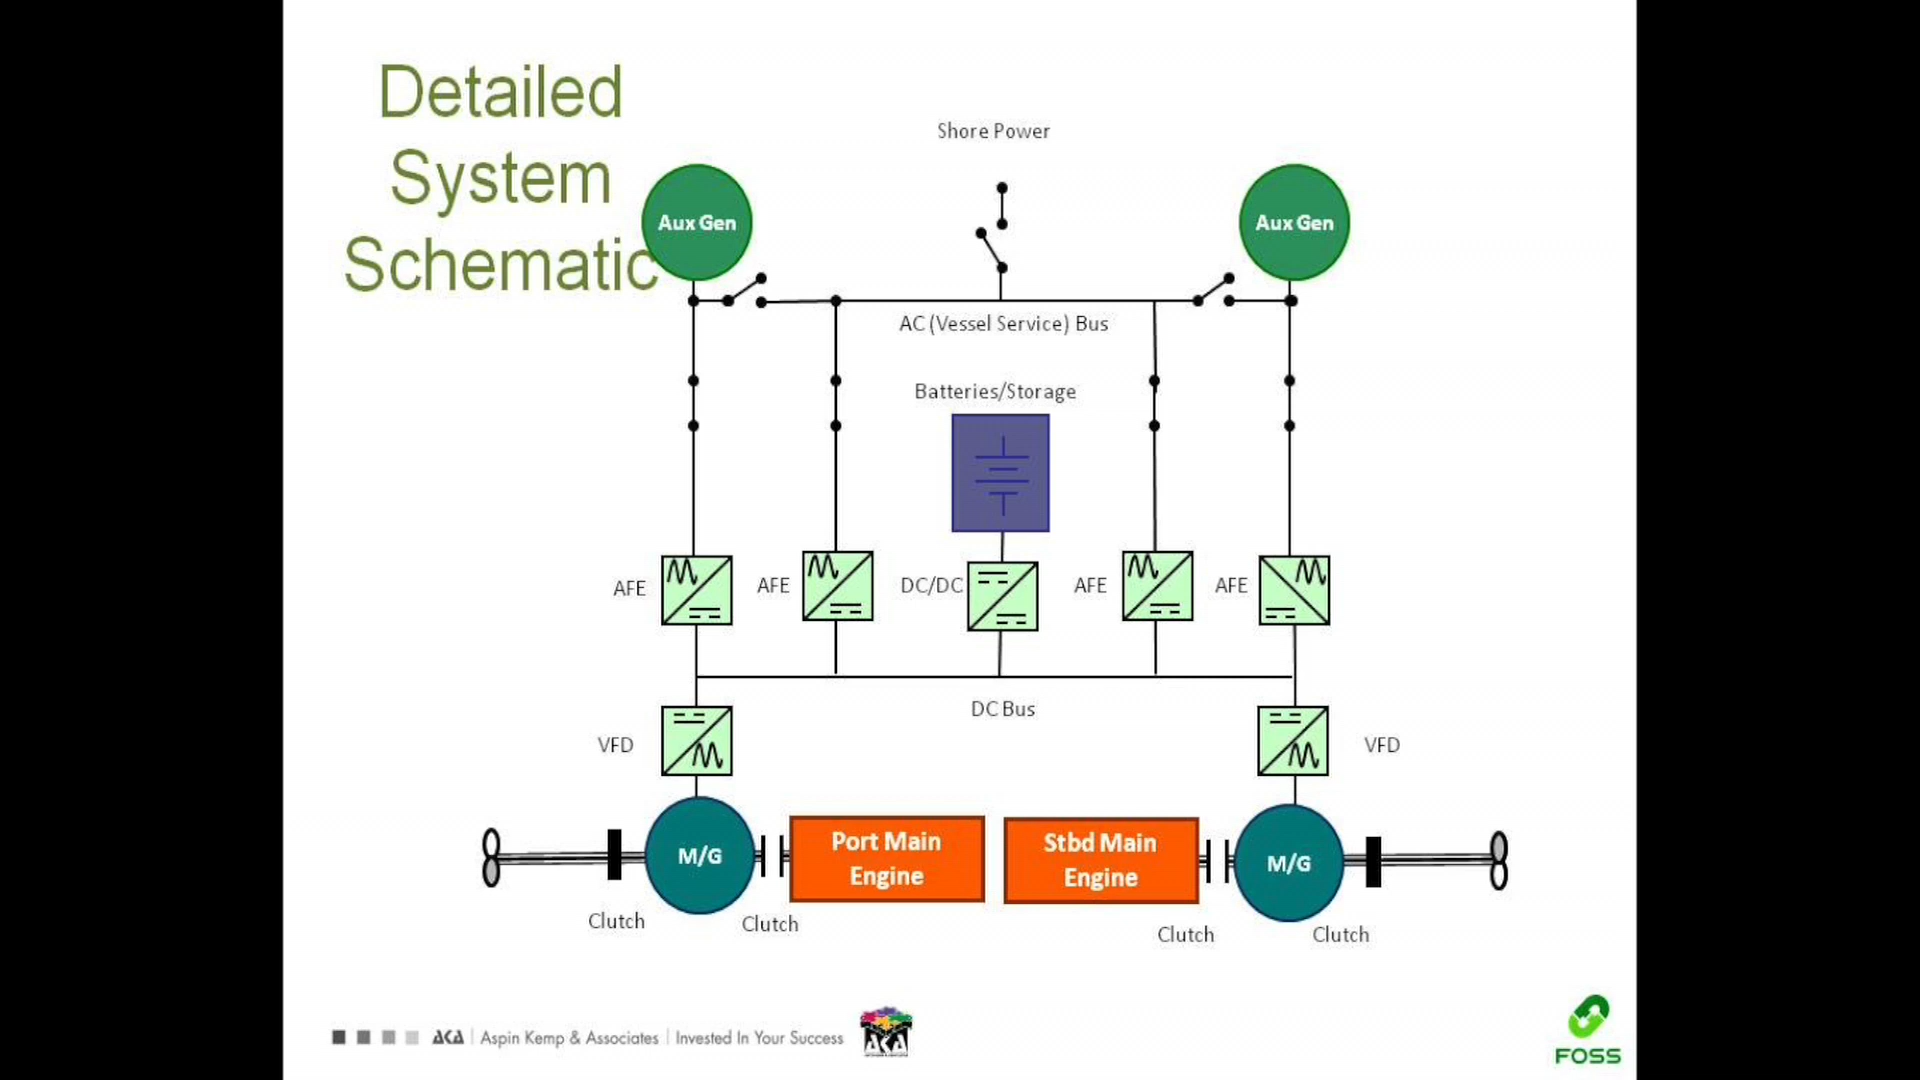 Detailed
System
Schematic
Shore Power
Aux Gen
Aux Gen
AC (Vessel Service) Bus
Batteries/Storage
AFE
AFE
DC/DC
AFE
AFE
DC Bus
VFD
VFD
M/G
Port Main
Engine
Stbd Main
Engine
M/G
Clutch
Clutch
Clutch
Clutch
AKA | Aspin Kemp & Associates | Invested In Your Success
AKA
FOSS